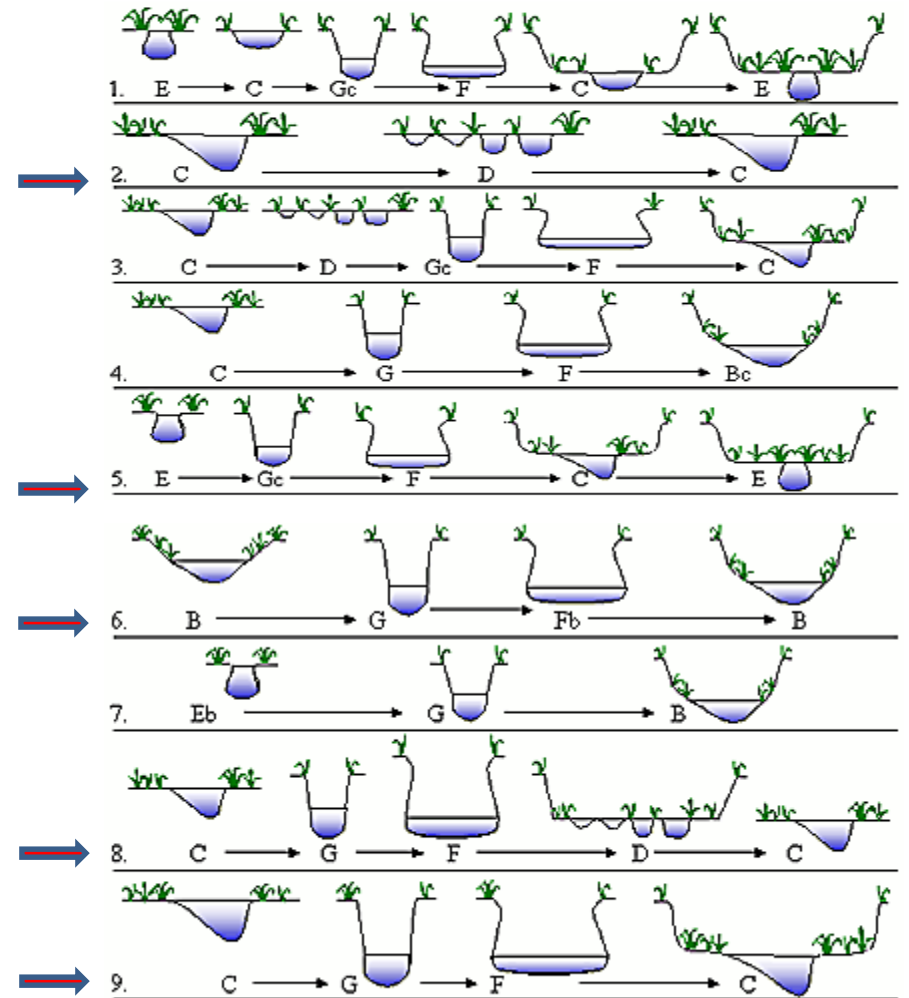 1. E C Gc F C E
2. C D C
3. C D Gc F C
4. C G F Bc
5. E Gc F C E
6. B G Fb B
7. Eb G B
8. C G F D C
9. C G F C